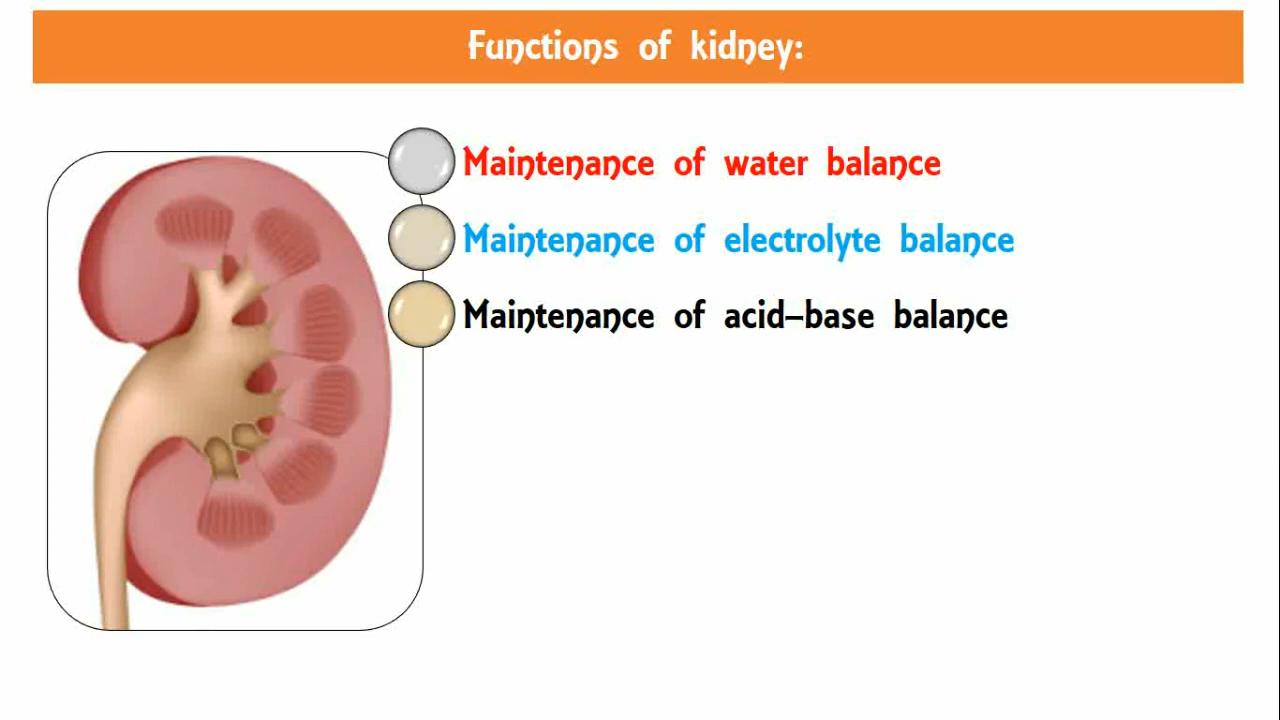 Functions of kidney:
Maintenance of water balance
Maintenance of electrolyte balance
Maintenance of acid-base balance